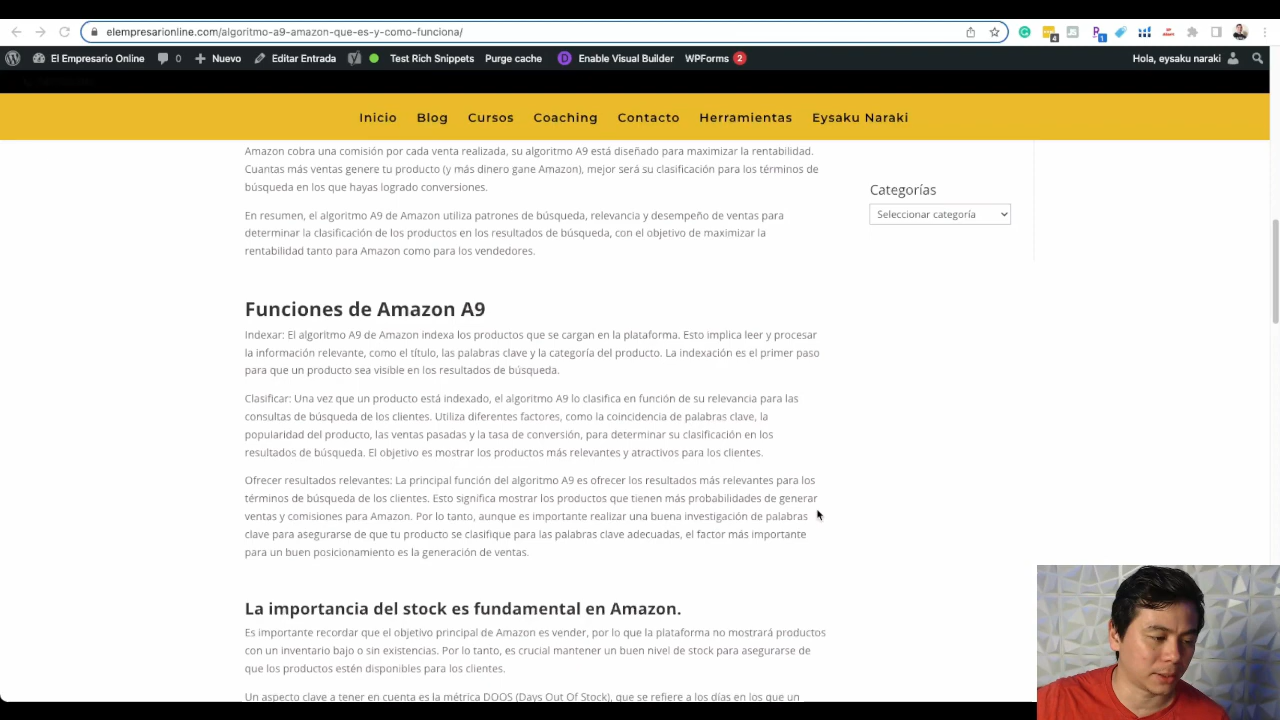 elempresarionline.com/algoritmo-a9-amazon-que-es-y-como-funciona/
El Empresario Online 0 Nuevo Editar Entrada Test Rich Snippets Purge cache D Enable Visual Builder WPForms 2 Hola, eysaku naraki
Inicio Blog Cursos Coaching Contacto Herramientas Eysaku Naraki
Amazon cobra una comisión por cada venta realizada, su algoritmo A9 está diseñado para maximizar la rentabilidad.
Cuantas más ventas genere tu producto (y más dinero gane Amazon), mejor será su clasificación para los términos de
búsqueda en los que hayas logrado conversiones.
Categorías
Seleccionar categoría
En resumen, el algoritmo A9 de Amazon utiliza patrones de búsqueda, relevancia y desempeño de ventas para
determinar la clasificación de los productos en los resultados de búsqueda, con el objetivo de maximizar la
rentabilidad tanto para Amazon como para los vendedores.
Funciones de Amazon A9
Indexar: El algoritmo A9 de Amazon indexa los productos que se cargan en la plataforma. Esto implica leer y procesar
la información relevante, como el título, las palabras clave y la categoría del producto. La indexación es el primer paso
para que un producto sea visible en los resultados de búsqueda.
Clasificar: Una vez que un producto está indexado, el algoritmo A9 lo clasifica en función de su relevancia para las
consultas de búsqueda de los clientes. Utiliza diferentes factores, como la coincidencia de palabras clave, la
popularidad del producto, las ventas pasadas y la tasa de conversión, para determinar su clasificación en los
resultados de búsqueda. El objetivo es mostrar los productos más relevantes y atractivos para los clientes.
Ofrecer resultados relevantes: La principal función del algoritmo A9 es ofrecer los resultados más relevantes para los
términos de búsqueda de los clientes. Esto significa mostrar los productos que tienen más probabilidades de generar
ventas y comisiones para Amazon. Por lo tanto, aunque es importante realizar una buena investigación de palabras
clave para asegurarse de que tu producto se clasifique para las palabras clave adecuadas, el factor más importante
para un buen posicionamiento es la generación de ventas.
La importancia del stock es fundamental en Amazon.
Es importante recordar que el objetivo principal de Amazon es vender, por lo que la plataforma no mostrará productos
con un inventario bajo o sin existencias. Por lo tanto, es crucial mantener un buen nivel de stock para asegurarse de
que los productos estén disponibles para los clientes.
Un aspecto clave a tener en cuenta es la métrica DOOS (Days Out Of Stock), que se refiere a los días en los que un